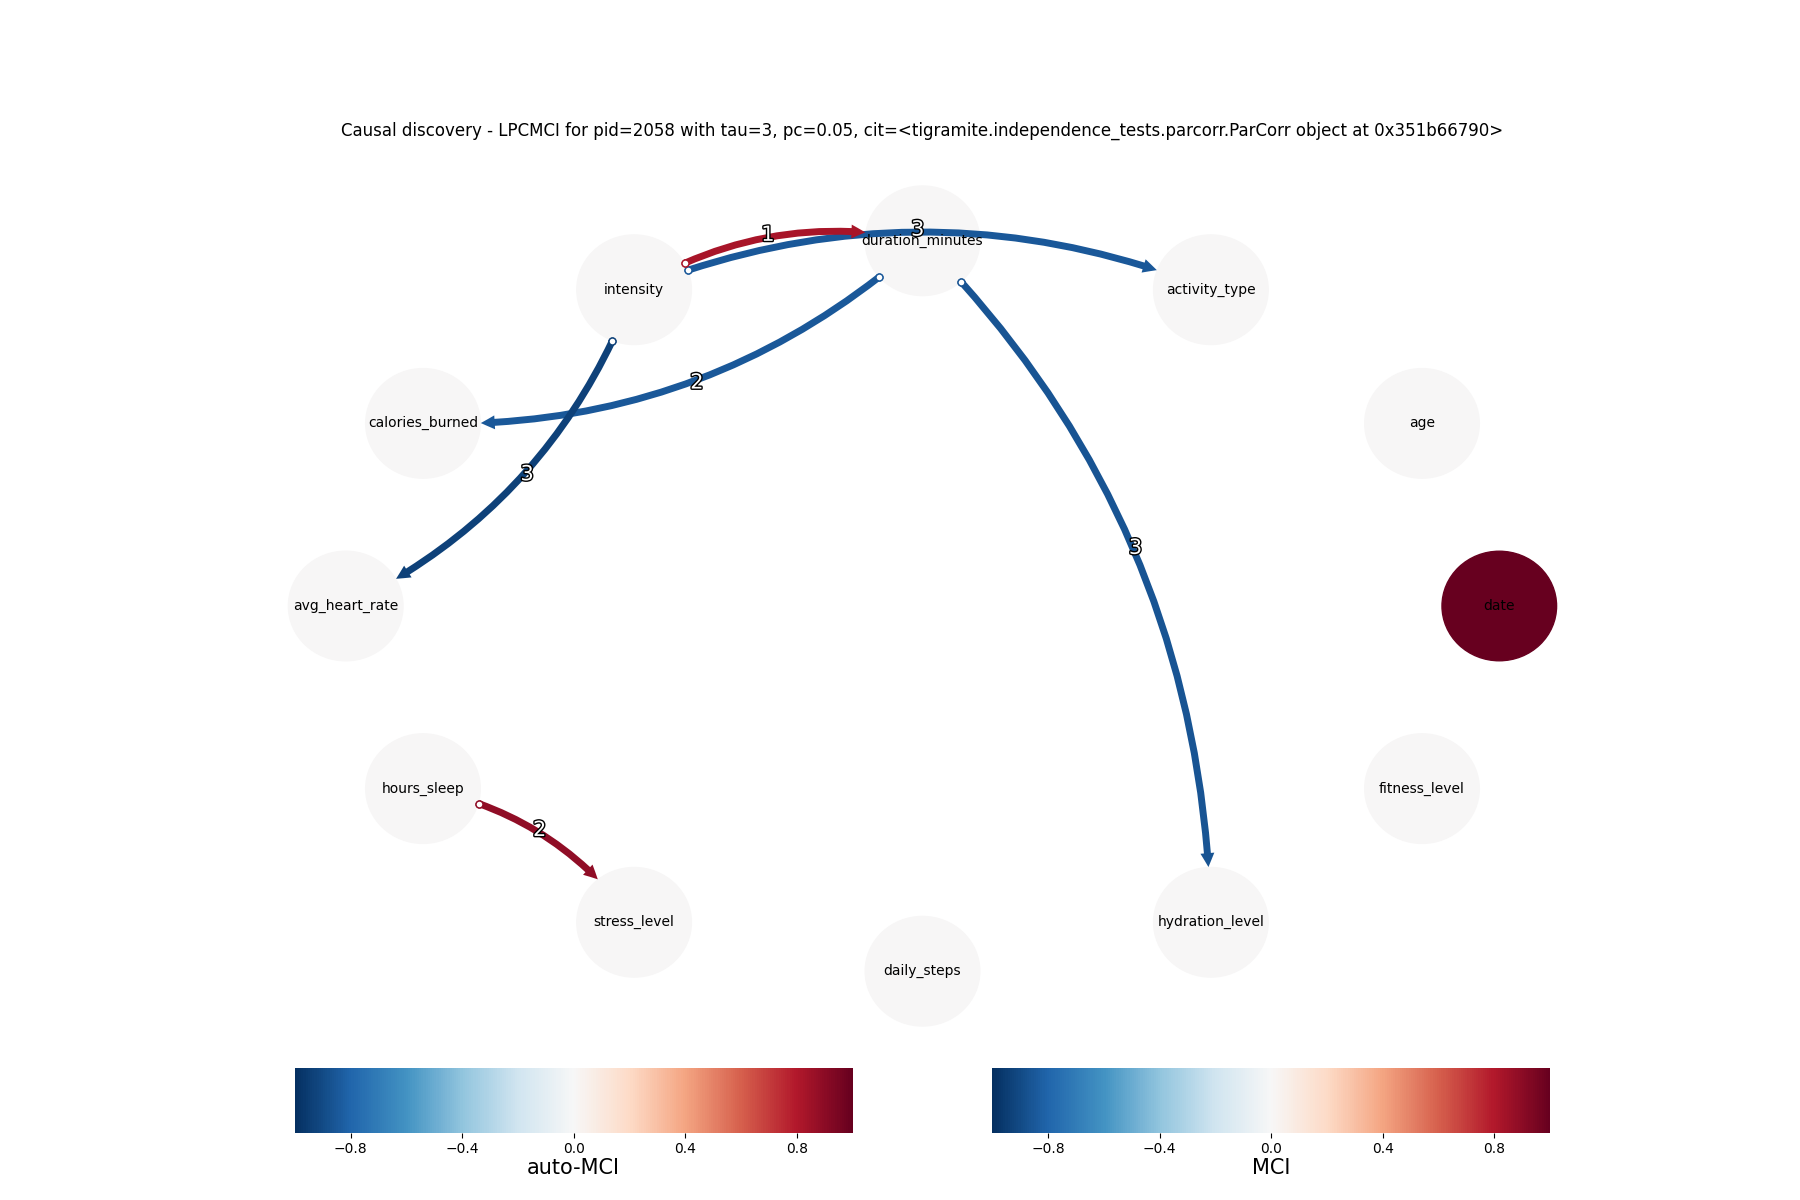 Causal discovery - LPCMCI for pid=2058 with tau=3, pc=0.05, cit=<tigramite.independence_tests.parcorr.ParCorr object at 0x351b66790>
1
3
duration_minutes
intensity
activity_type
2
calories_burned
age
3
3
avg_heart_rate
date
hours_sleep
fitness_level
2
stress_level
hydration_level
daily_steps
−0.8 −0.4 0.0 0.4 0.8
auto-MCI
−0.8 −0.4 0.0 0.4 0.8
MCI